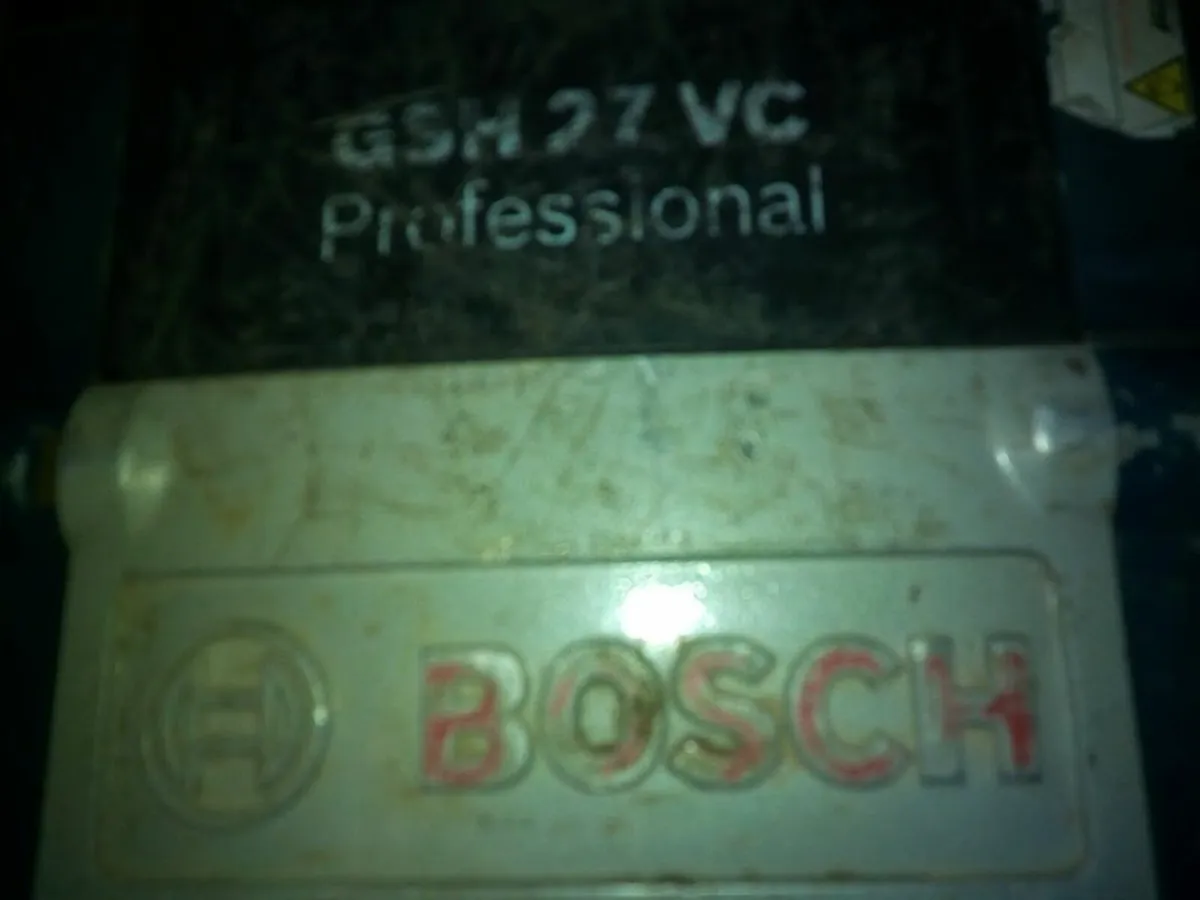 GSH 27 VC
Professional
BOSCH